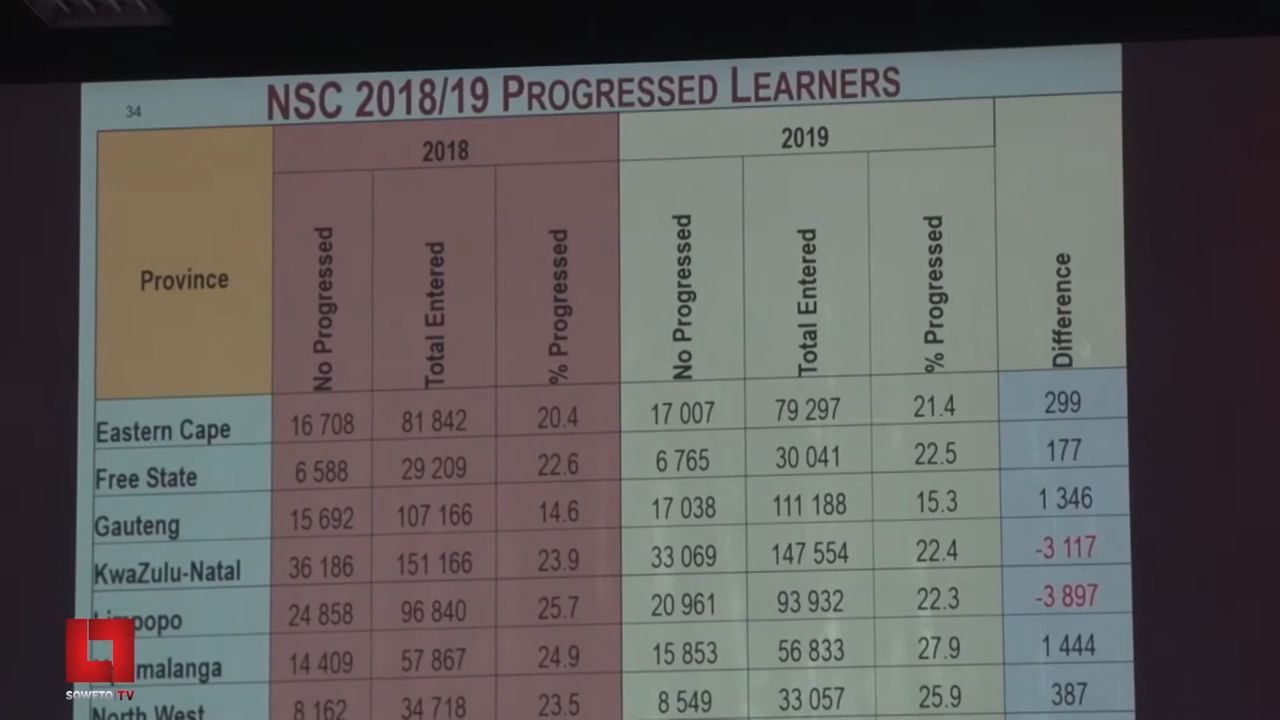 34
NSC 2018/19 PROGRESSED LEARNERS
Province
2018
2019
Difference
No Progressed
Total Entered
% Progressed
No Progressed
Total Entered
% Progressed
Eastern Cape 16 708 81 842 20.4 17 007 79 297 21.4 299
Free State 6 588 29 209 22.6 6 765 30 041 22.5 177
Gauteng 15 692 107 166 14.6 17 038 111 188 15.3 1 346
KwaZulu-Natal 36 186 151 166 23.9 33 069 147 554 22.4 -3 117
24 858 96 840 25.7 20 961 93 932 22.3 -3 897
14 409 57 867 24.9 15 853 56 833 27.9 1 444
North West 8 162 34 718 23.5 8 549 33 057 25.9 387
SOWETO TV